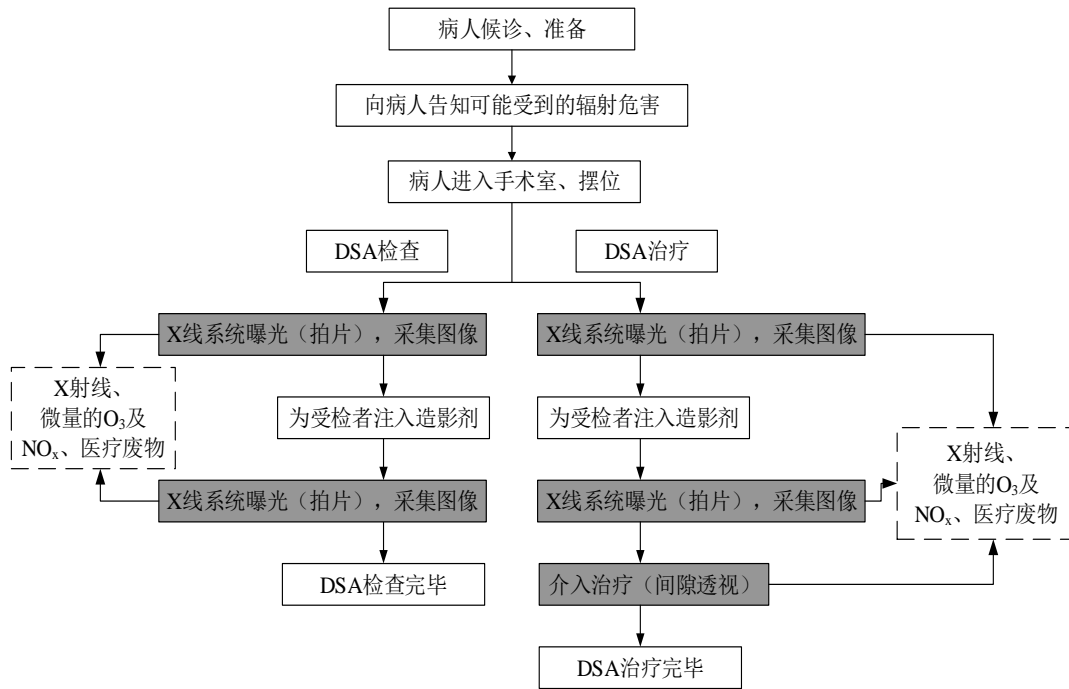 病人候诊、准备
向病人告知可能受到的辐射危害
病人进入手术室、摆位
DSA检查
DSA治疗
X线系统曝光（拍片），采集图像
X线系统曝光（拍片），采集图像
X射线、
微量的O₃及
NOₓ、医疗废物
为受检者注入造影剂
为受检者注入造影剂
X射线、
微量的O₃及
NOₓ、医疗废物
X线系统曝光（拍片），采集图像
X线系统曝光（拍片），采集图像
DSA检查完毕
介入治疗（间隙透视）
DSA治疗完毕